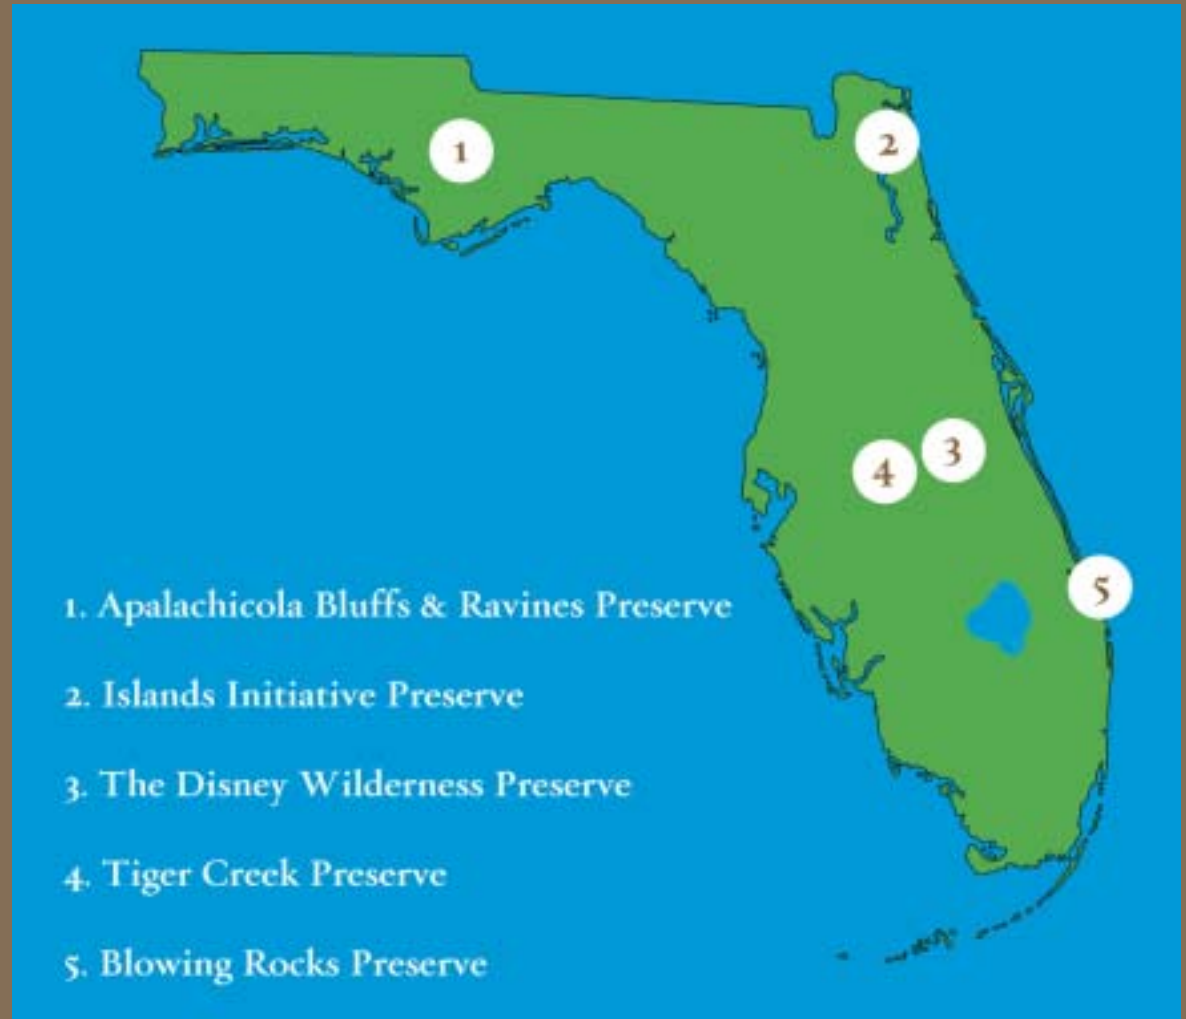 1
2
3
4
5
1. Apalachicola Bluffs & Ravines Preserve
2. Islands Initiative Preserve
3. The Disney Wilderness Preserve
4. Tiger Creek Preserve
5. Blowing Rocks Preserve